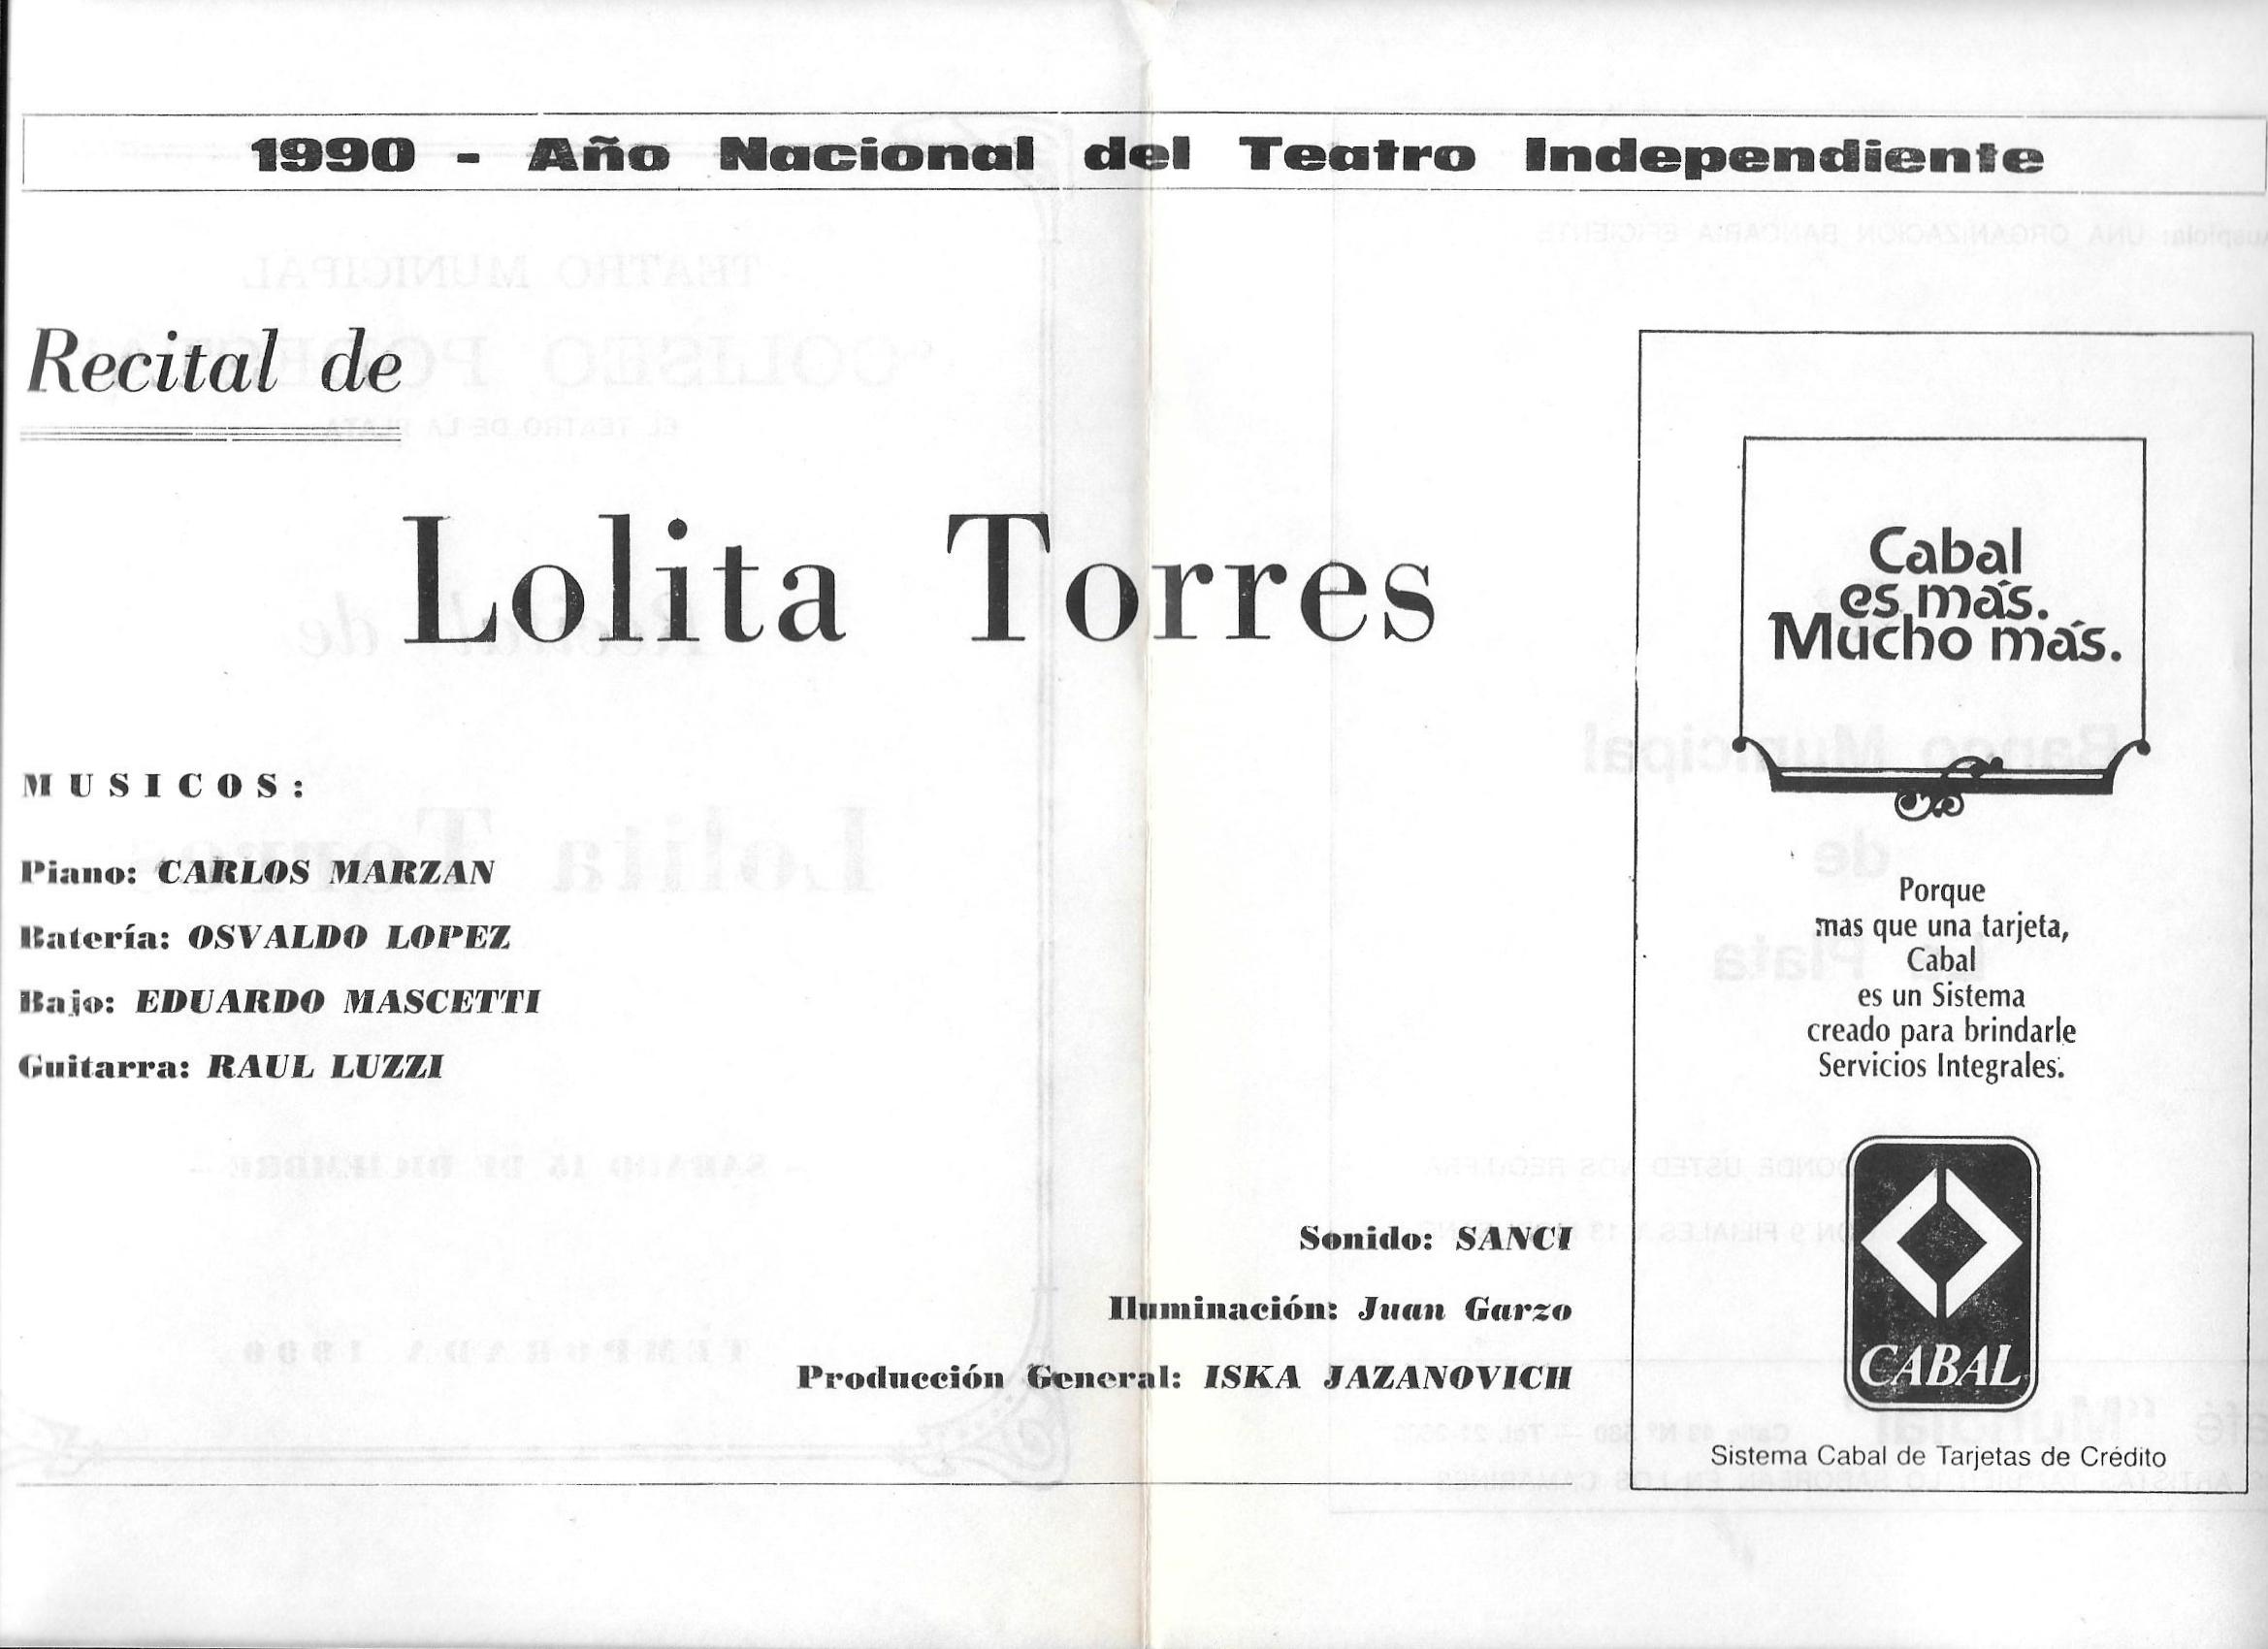 1990 - Año Nacional del Teatro Independiente
Recital de
Lolita Torres
MUSICOS:
Piano: CARLOS MARZAN
Batería: OSVALDO LOPEZ
Bajo: EDUARDO MASCETTI
Guitarra: RAUL LUZZI
Sonido: SANCI
Iluminación: Juan Garzo
Producción General: ISKA JAZANOVICH
Cabal
es más.
Mucho más.
Porque
mas que una tarjeta,
Cabal
es un Sistema
creado para brindarle
Servicios Integrales.
CABAL
Sistema Cabal de Tarjetas de Crédito